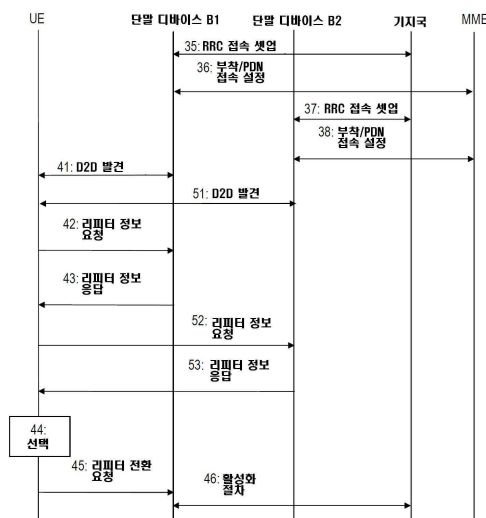 UE
단말 디바이스 B1
단말 디바이스 B2
기지국
MME
35: RRC 접속 셋업
36: 부착/PDN
접속 설정
37: RRC 접속 셋업
38: 부착/PDN
접속 설정
41: D2D 발견
51: D2D 발견
42: 리피터 정보
요청
43: 리피터 정보
응답
52: 리피터 정보
요청
53: 리피터 정보
응답
44:
선택
45: 리피터 전환
요청
46: 활성화
절차